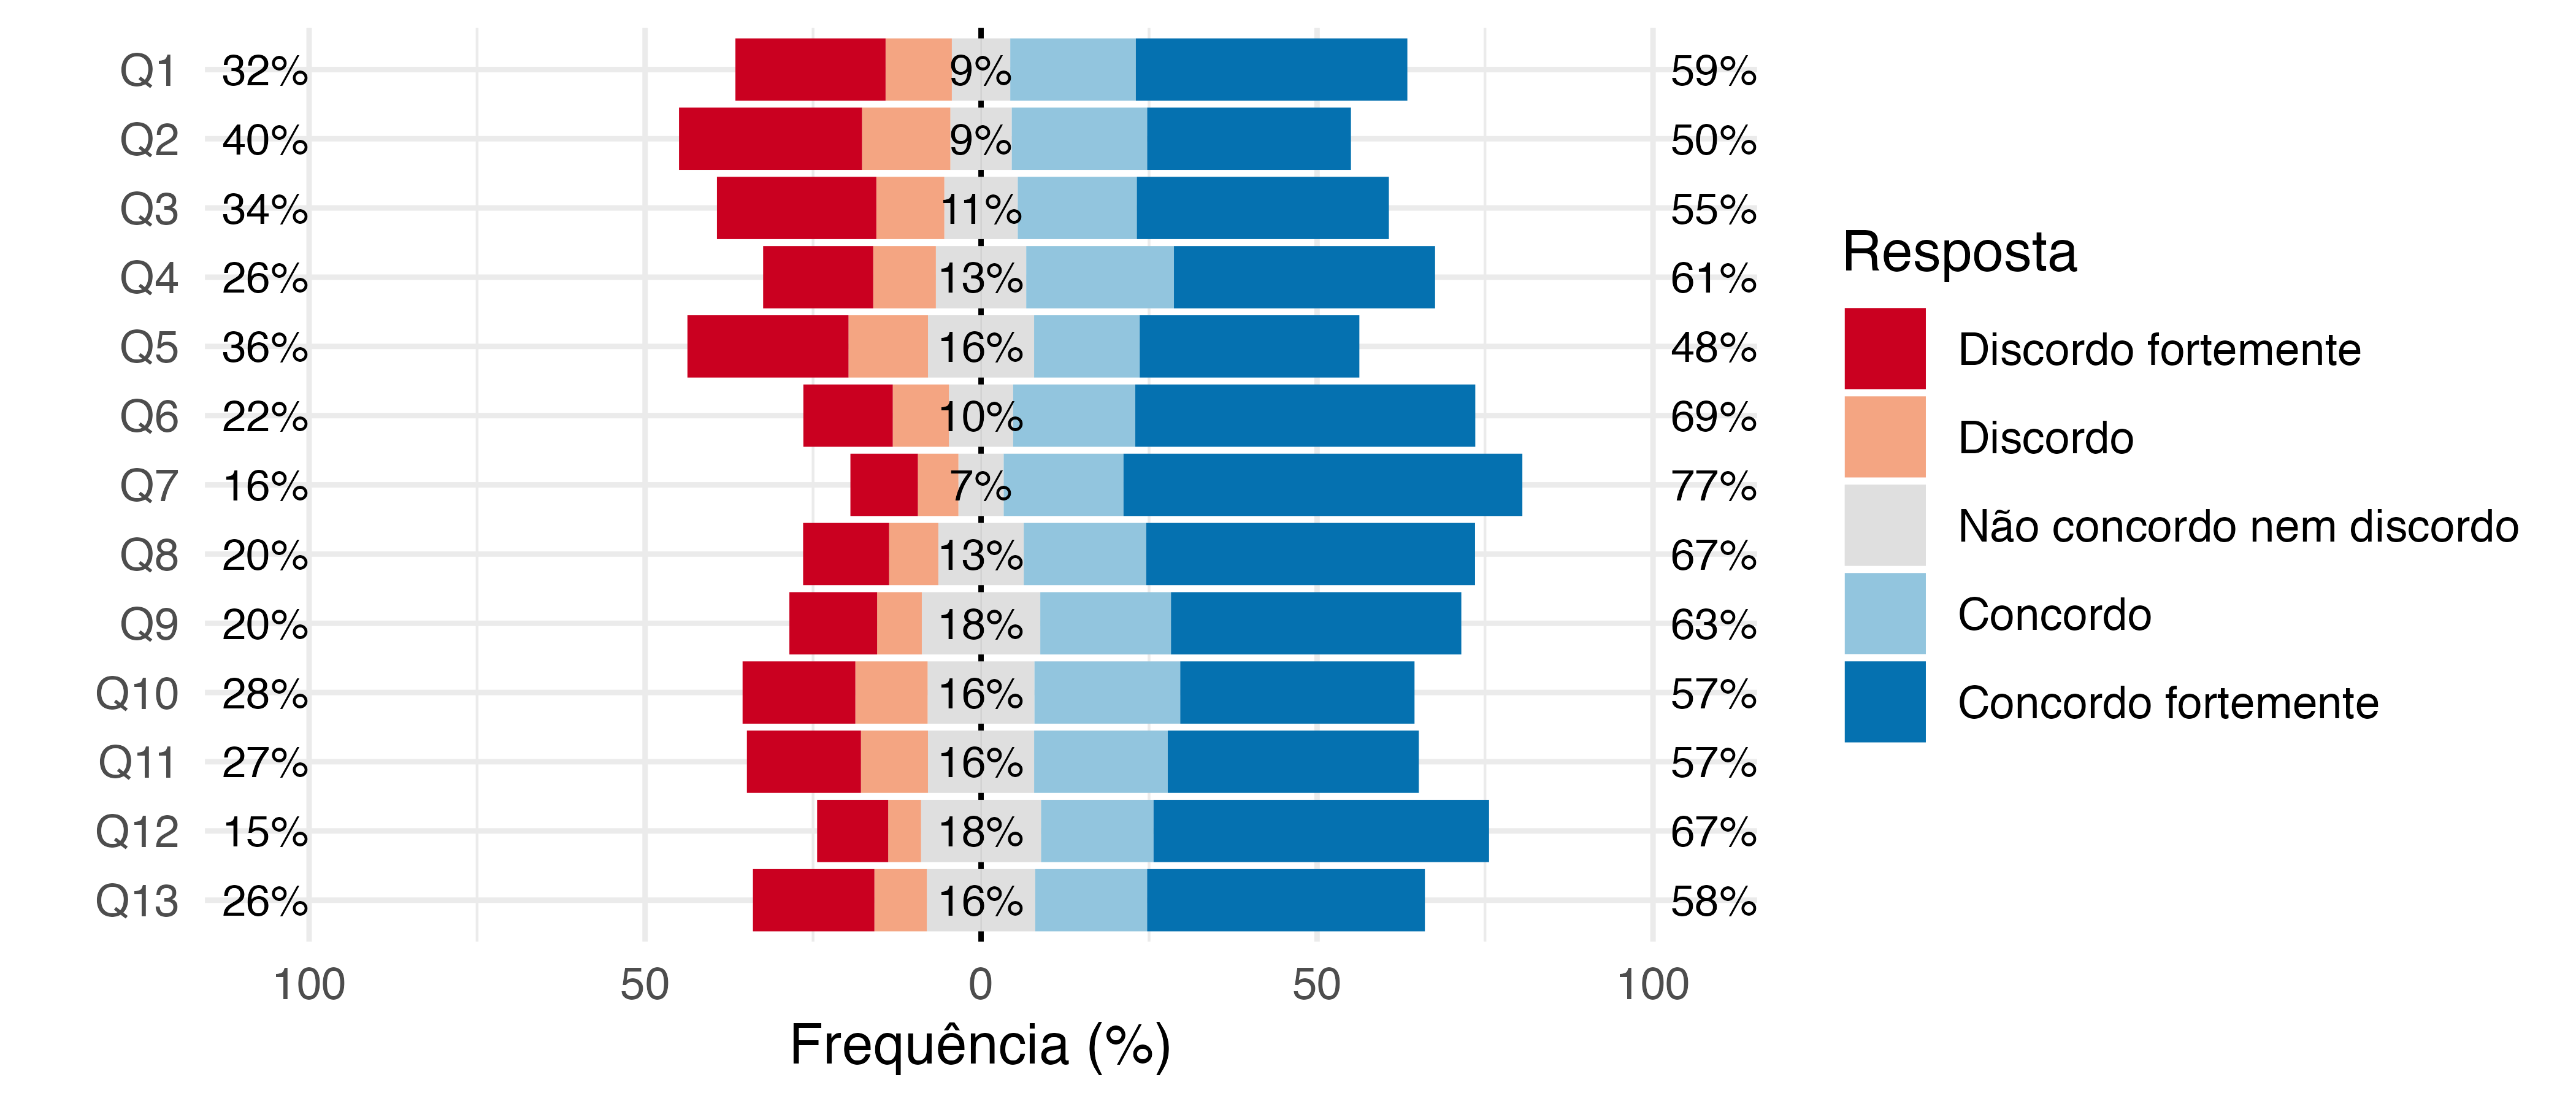 Q1 32% 9% 59%
Q2 40% 9% 50%
Q3 34% 11% 55%
Q4 26% 13% 61%
Q5 36% 16% 48%
Q6 22% 10% 69%
Q7 16% 7% 77%
Q8 20% 13% 67%
Q9 20% 18% 63%
Q10 28% 16% 57%
Q11 27% 16% 57%
Q12 15% 18% 67%
Q13 26% 16% 58%
100 50 0 50 100
Frequência (%)
Resposta
Discordo fortemente
Discordo
Não concordo nem discordo
Concordo
Concordo fortemente